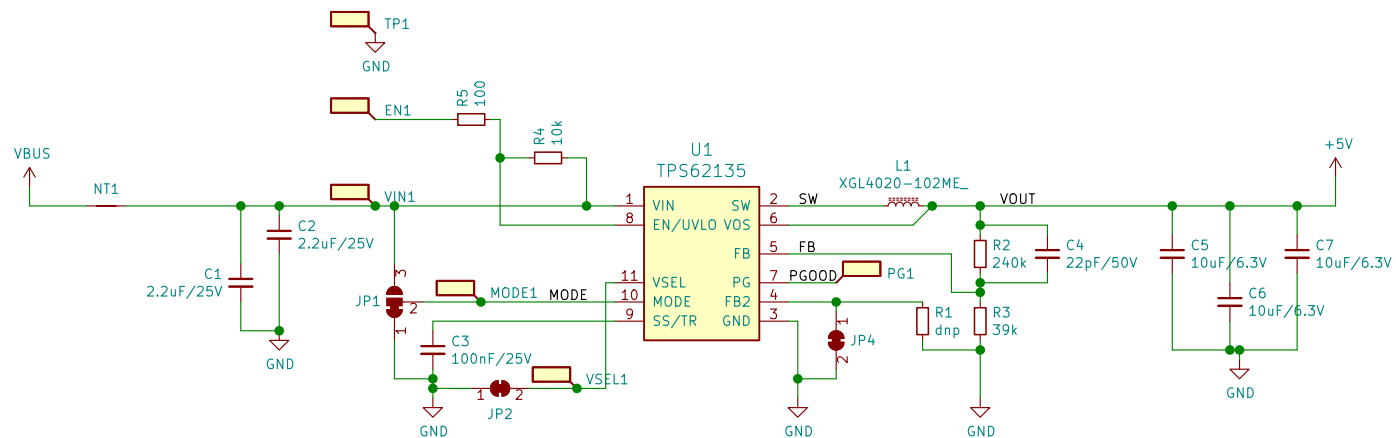 TP1
GND
EN1
R5
100
R4
10k
VBUS
NT1
VIN1
C2
2.2uF/25V
C1
2.2uF/25V
GND
U1
TPS62135
1
VIN
SW
2
SW
8
EN/UVLO
VOS
6
FB
5
FB
11
VSEL
PG
7
PGOOD
PG1
10
MODE
FB2
4
9
SS/TR
GND
3
3
JP1
2
1
MODE1
MODE
C3
100nF/25V
1
2
JP2
VSEL1
GND
L1
XGL4020-102ME_
VOUT
+5V
R2
240k
C4
22pF/50V
R1
dnp
R3
39k
1
JP4
2
GND
GND
C5
10uF/6.3V
C6
10uF/6.3V
C7
10uF/6.3V
GND